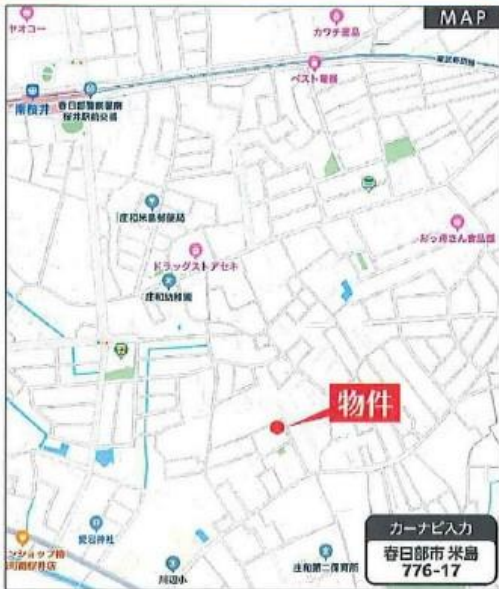 MAP
ヤオコー
カワチ薬品
ベスト電器
南桜井
春日部警察署南
桜井駅前交番
庄和米島郵便局
おっ母さん食品館
ドラッグストアセキ
庄和幼稚園
物件
カーナビ入力
春日部市 米島
776-17
愛宕神社
川辺小
庄和第二保育所